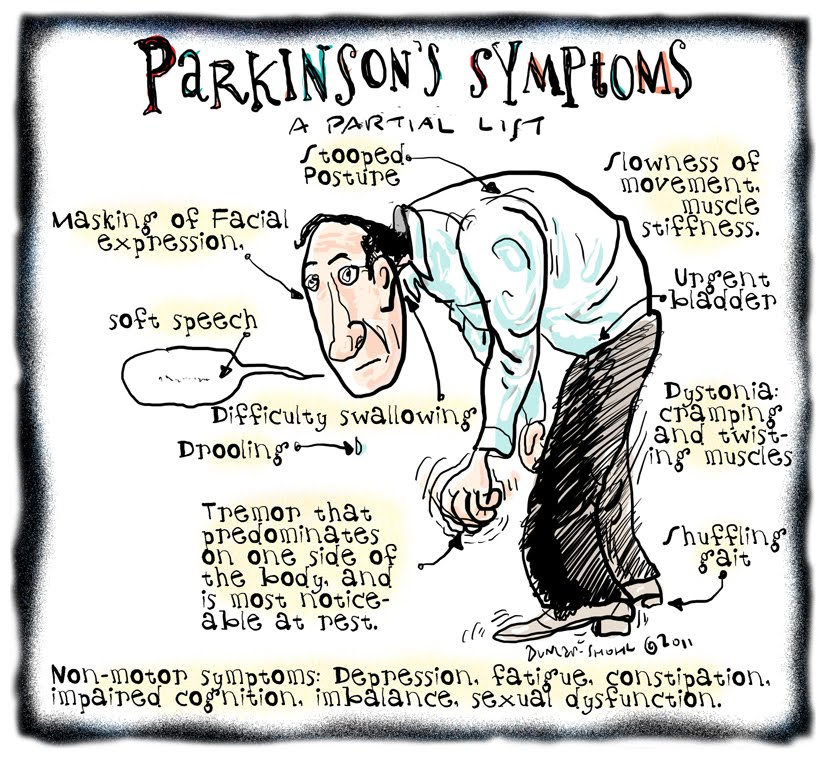 Parkinson's Symptoms
A PARTIAL LIST
Stooped
Posture
Slowness of
movement,
muscle
stiffness.
Masking of Facial
expression.
Urgent
bladder
soft speech
Difficulty swallowing
Drooling
Dystonia:
cramping
and twist-
ing muscles
Tremor that
predominates
on one side of
the body, and
is most notice-
able at rest.
Shuffling
gait
©2011
Non-motor symptoms: Depression, fatigue, constipation,
impaired cognition, imbalance, sexual dysfunction.